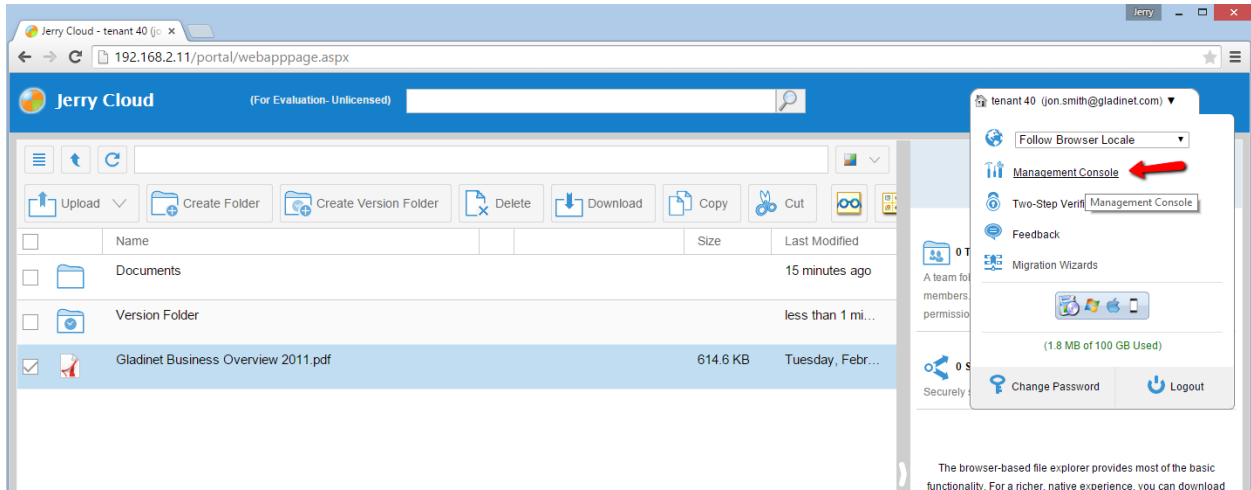 Jerry
Jerry Cloud - tenant 40 (jo
192.168.2.11/portal/webapppage.aspx
Jerry Cloud
(For Evaluation- Unlicensed)
tenant 40 (jon.smith@gladinet.com) ▼
Follow Browser Locale
Management Console
Two-Step Verifi
Management Console
Feedback
Migration Wizards
(1.8 MB of 100 GB Used)
Change Password
Logout
Upload
Create Folder
Create Version Folder
Delete
Download
Copy
Cut
Name
Size
Last Modified
Documents
15 minutes ago
Version Folder
less than 1 mi...
Gladinet Business Overview 2011.pdf
614.6 KB
Tuesday, Febr...
0 T
A team fol
members.
permissio
0 S
Securely s
The browser-based file explorer provides most of the basic
functionality. For a richer, native experience, you can download